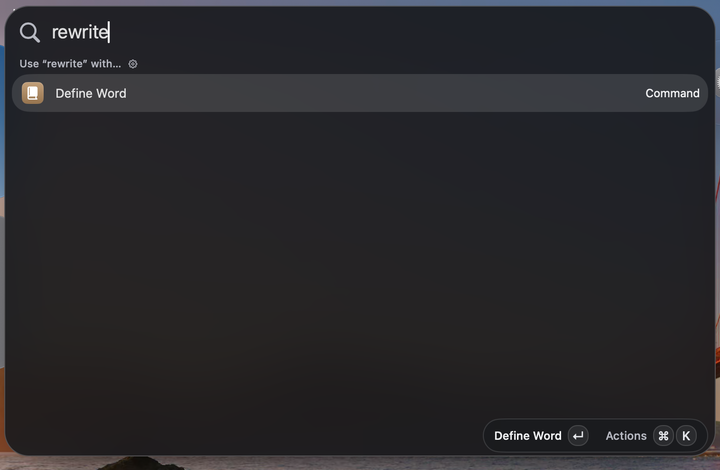 rewrite
Use “rewrite” with...
Define Word Command
Define Word ↵ Actions ⌘ K